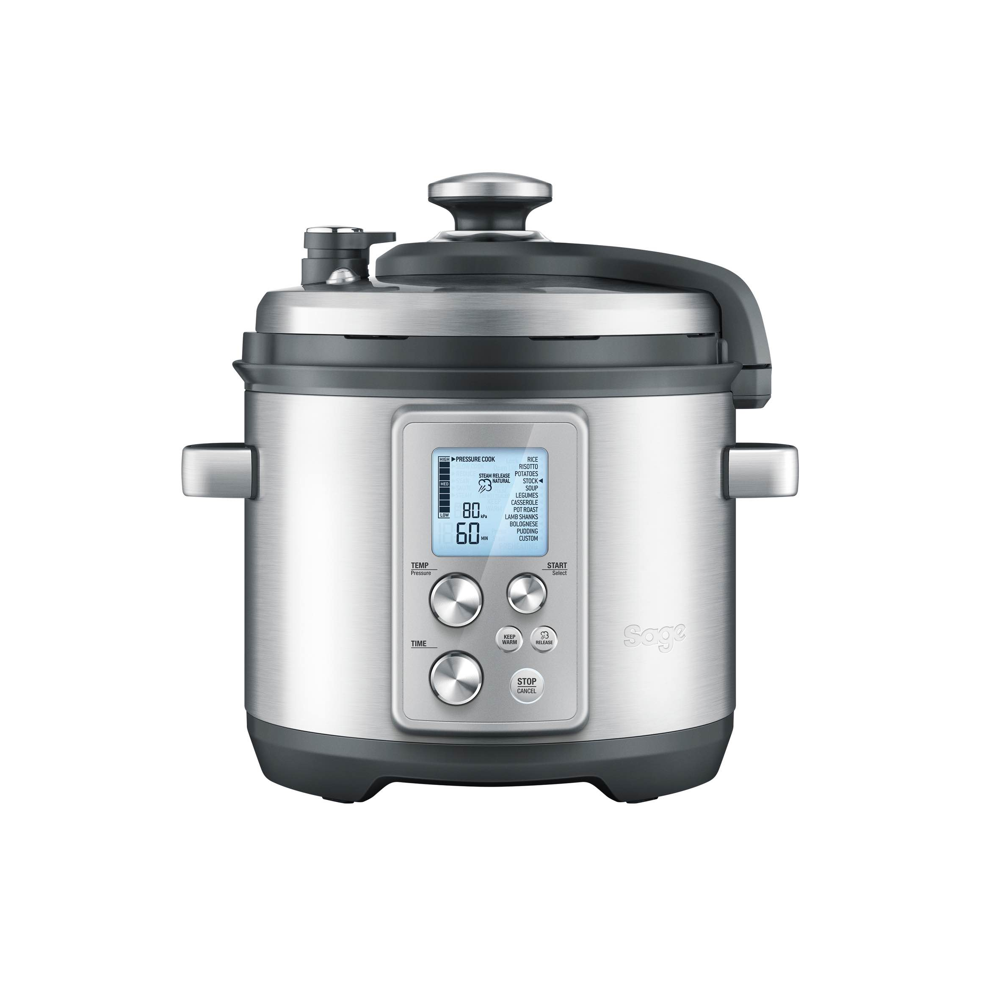 HIGH
MED
LOW
PRESSURE COOK
STEAM RELEASE
NATURAL
80 kPa
60 MIN
RICE
RISOTTO
POTATOES
STOCK
SOUP
LEGUMES
CASSEROLE
POT ROAST
LAMB SHANKS
BOLOGNESE
PUDDING
CUSTOM
TEMP
Pressure
START
Select
TIME
KEEP
WARM
RELEASE
STOP
CANCEL
Sage